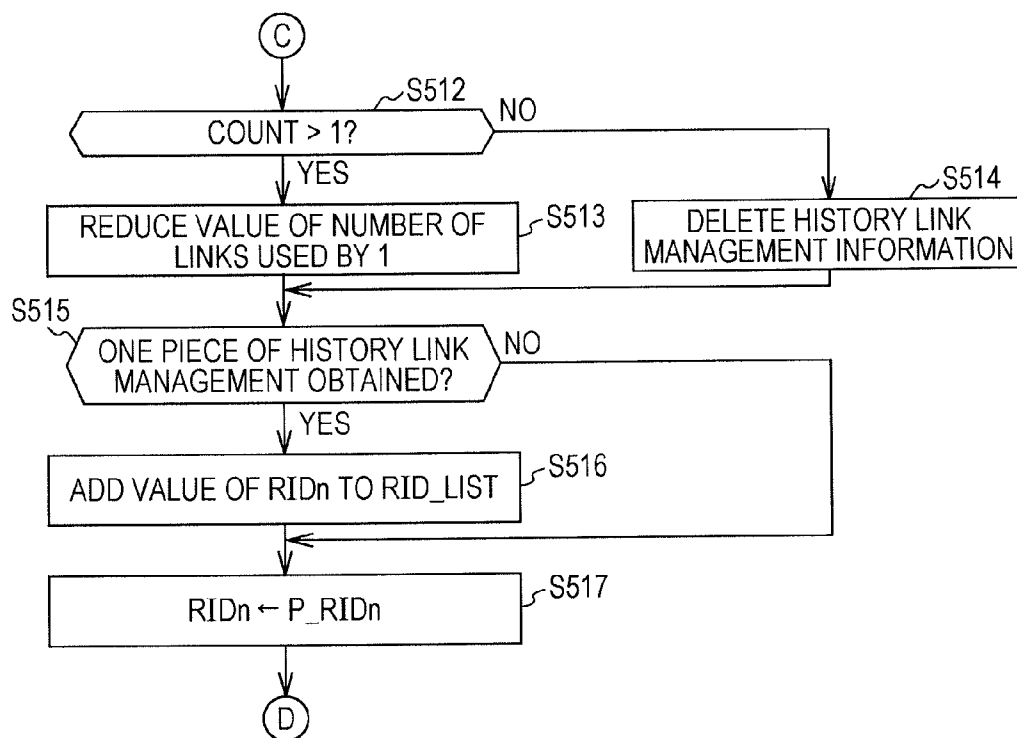 C
S512
COUNT > 1?
NO
YES
S514
REDUCE VALUE OF NUMBER OF
LINKS USED BY 1
S513
DELETE HISTORY LINK
MANAGEMENT INFORMATION
S515
ONE PIECE OF HISTORY LINK
MANAGEMENT OBTAINED?
NO
YES
S516
ADD VALUE OF RIDn TO RID_LIST
S517
RIDn ← P_RIDn
D